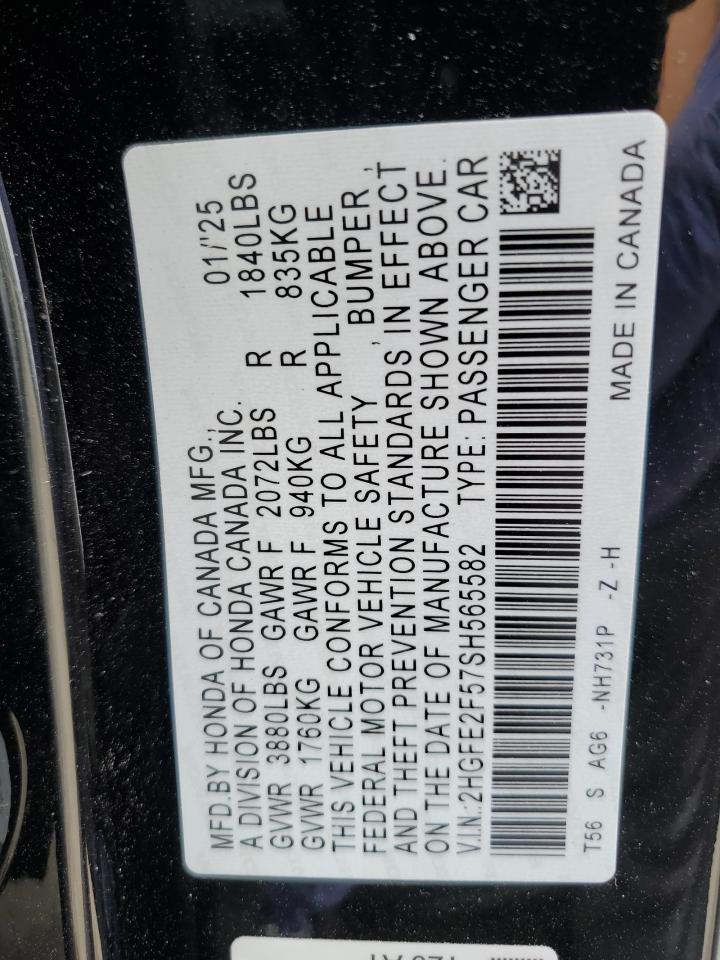 MFD.BY HONDA OF CANADA MFG., 01/'25
A DIVISION OF HONDA CANADA INC.
GVWR 3880LBS GAWR F 2072LBS R 1840LBS
GVWR 1760KG GAWR F 940KG R 835KG
THIS VEHICLE CONFORMS TO ALL APPLICABLE
FEDERAL MOTOR VEHICLE SAFETY , BUMPER ,
AND THEFT PREVENTION STANDARDS IN EFFECT
ON THE DATE OF MANUFACTURE SHOWN ABOVE.
V.I.N.:2HGFE2F57SH565582 TYPE: PASSENGER CAR
T56 S AG6 -NH731P -Z -H
MADE IN CANADA